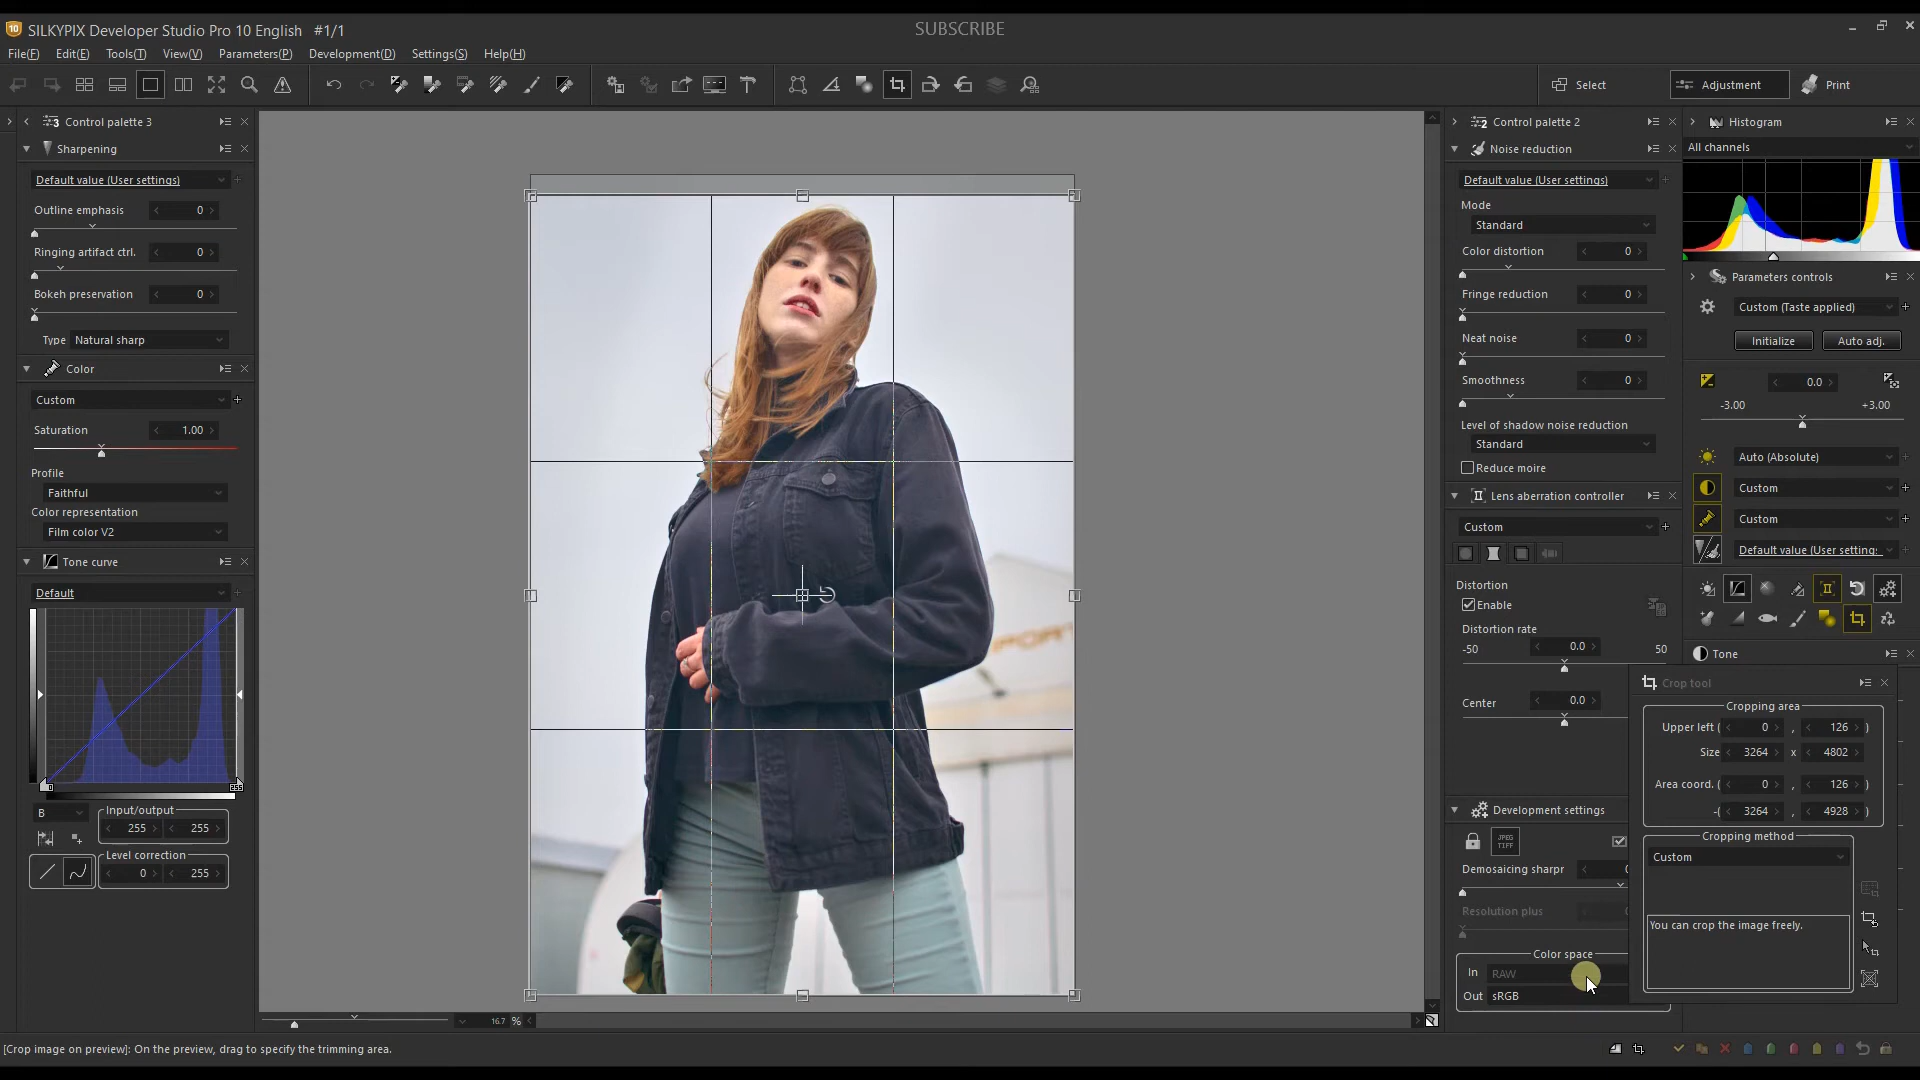 SUBSCRIBE
SILKYPIX Developer Studio Pro 10 English #1/1
File(F) Edit(E) Tools(T) View(V) Parameters(P) Development(D) Settings(S) Help(H)
Select Adjustment Print
Control palette 3
Sharpening
Default value (User settings)
Outline emphasis 0
Ringing artifact ctrl. 0
Bokeh preservation 0
Type Natural sharp
Color
Custom
Saturation 1.00
Profile
Faithful
Color representation
Film color V2
Tone curve
Default
0 255
B
Input/output
255 255
Level correction
0 255
PORT
16.7 %
Control palette 2
Noise reduction
Default value (User settings)
Mode
Standard
Color distortion 0
Fringe reduction 0
Neat noise 0
Smoothness 0
Level of shadow noise reduction
Standard
Reduce moire
Lens aberration controller
Custom
Distortion
Enable
Distortion rate
-50 0.0 50
Center 0.0
Development settings
JPEG
TIFF
Demosaicing sharpr
Resolution plus
Color space
In RAW
Out sRGB
Histogram
All channels
Parameters controls
Custom (Taste applied)
Initialize Auto adj.
0.0
-3.00 +3.00
Auto (Absolute)
Custom
Custom
Default value (User setting:
Tone
Crop tool
Cropping area
Upper left ( 0 , 126 )
Size 3264 x 4802
Area coord. ( 0 , 126 )
-( 3264 , 4928 )
Cropping method
Custom
You can crop the image freely.
[Crop image on preview]: On the preview, drag to specify the trimming area.